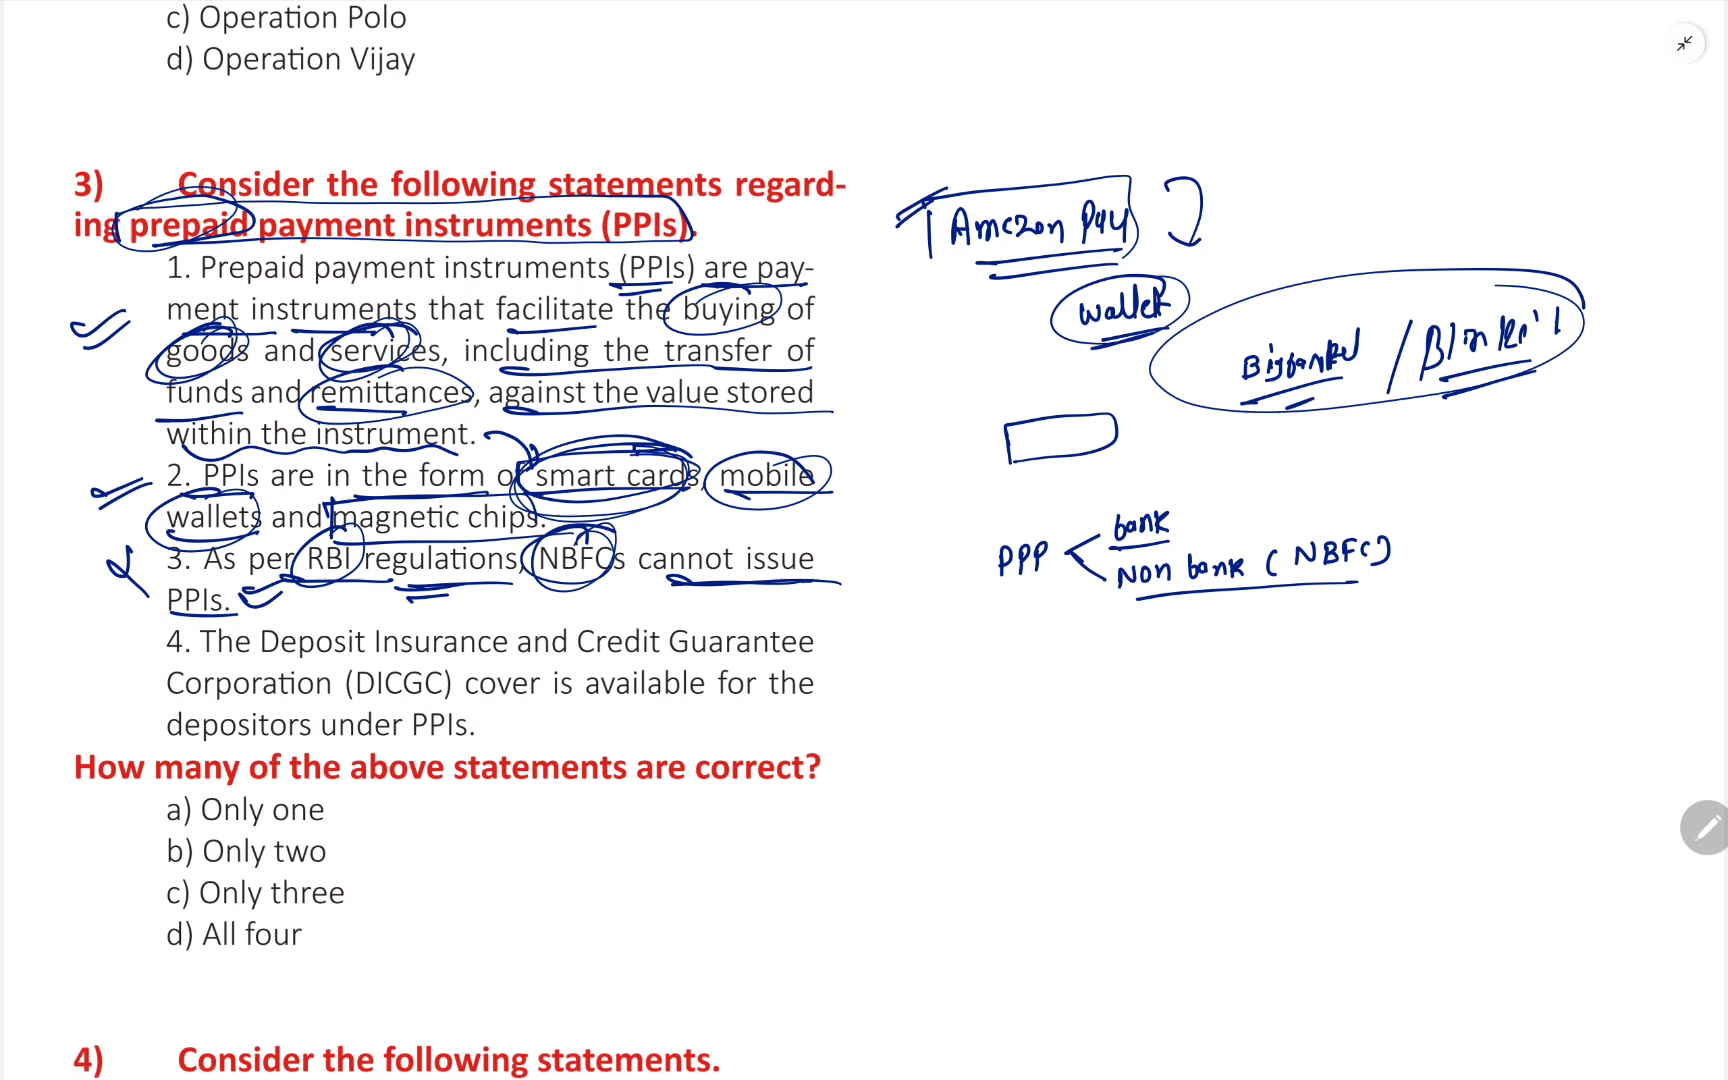 c) Operation Polo
d) Operation Vijay
3) Consider the following statements regard-
ing prepaid payment instruments (PPIs).
1. Prepaid payment instruments (PPIs) are pay-
ment instruments that facilitate the buying of
goods and services, including the transfer of
funds and remittances, against the value stored
within the instrument.
2. PPIs are in the form of smart cards, mobile
wallets and magnetic chips.
3. As per RBI regulations, NBFCs cannot issue
PPIs.
4. The Deposit Insurance and Credit Guarantee
Corporation (DICGC) cover is available for the
depositors under PPIs.
How many of the above statements are correct?
a) Only one
b) Only two
c) Only three
d) All four
4) Consider the following statements.
Amazon Pay
wallet
/
PPP
bank
Non bank (NBFC)